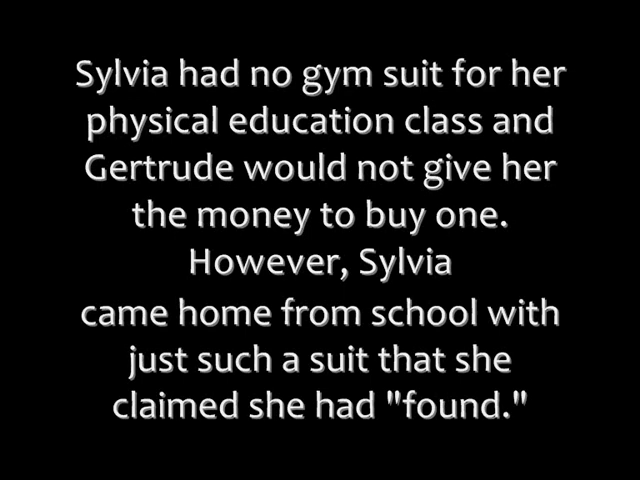 Sylvia had no gym suit for her
physical education class and
Gertrude would not give her
the money to buy one.
However, Sylvia
came home from school with
just such a suit that she
claimed she had "found."